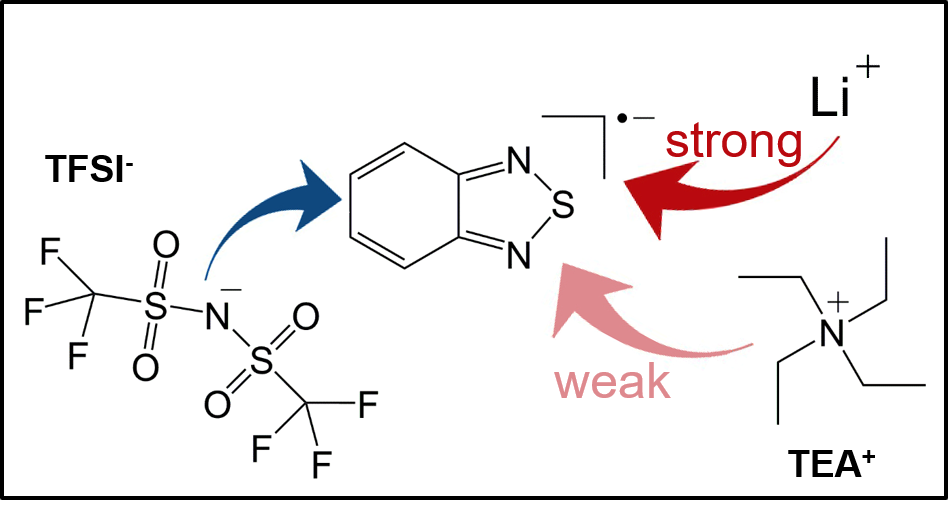 TFSI-
F
F
F
O
S
O
N
−
O
S
O
F
F
F
N
S
N
•−
strong
Li+
weak
N+
TEA+